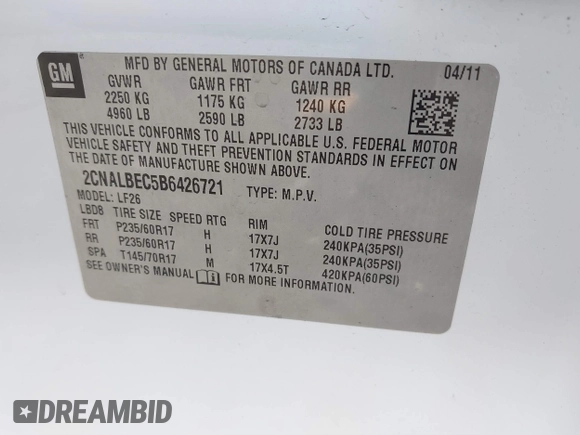 GM
MFD BY GENERAL MOTORS OF CANADA LTD. 04/11
GVWR GAWR FRT GAWR RR
2250 KG 1175 KG 1240 KG
4960 LB 2590 LB 2733 LB
THIS VEHICLE CONFORMS TO ALL APPLICABLE U.S. FEDERAL MOTOR
VEHICLE SAFETY AND THEFT PREVENTION STANDARDS IN EFFECT ON
THE DATE OF MANUFACTURE SHOWN ABOVE.
2CNALBEC5B6426721 TYPE: M.P.V.
MODEL: LF26
LBD8 TIRE SIZE SPEED RTG RIM COLD TIRE PRESSURE
FRT P235/60R17 H 17X7J 240KPA(35PSI)
RR P235/60R17 H 17X7J 240KPA(35PSI)
SPA T145/70R17 M 17X4.5T 420KPA(60PSI)
SEE OWNER'S MANUAL FOR MORE INFORMATION.
DREAMBID